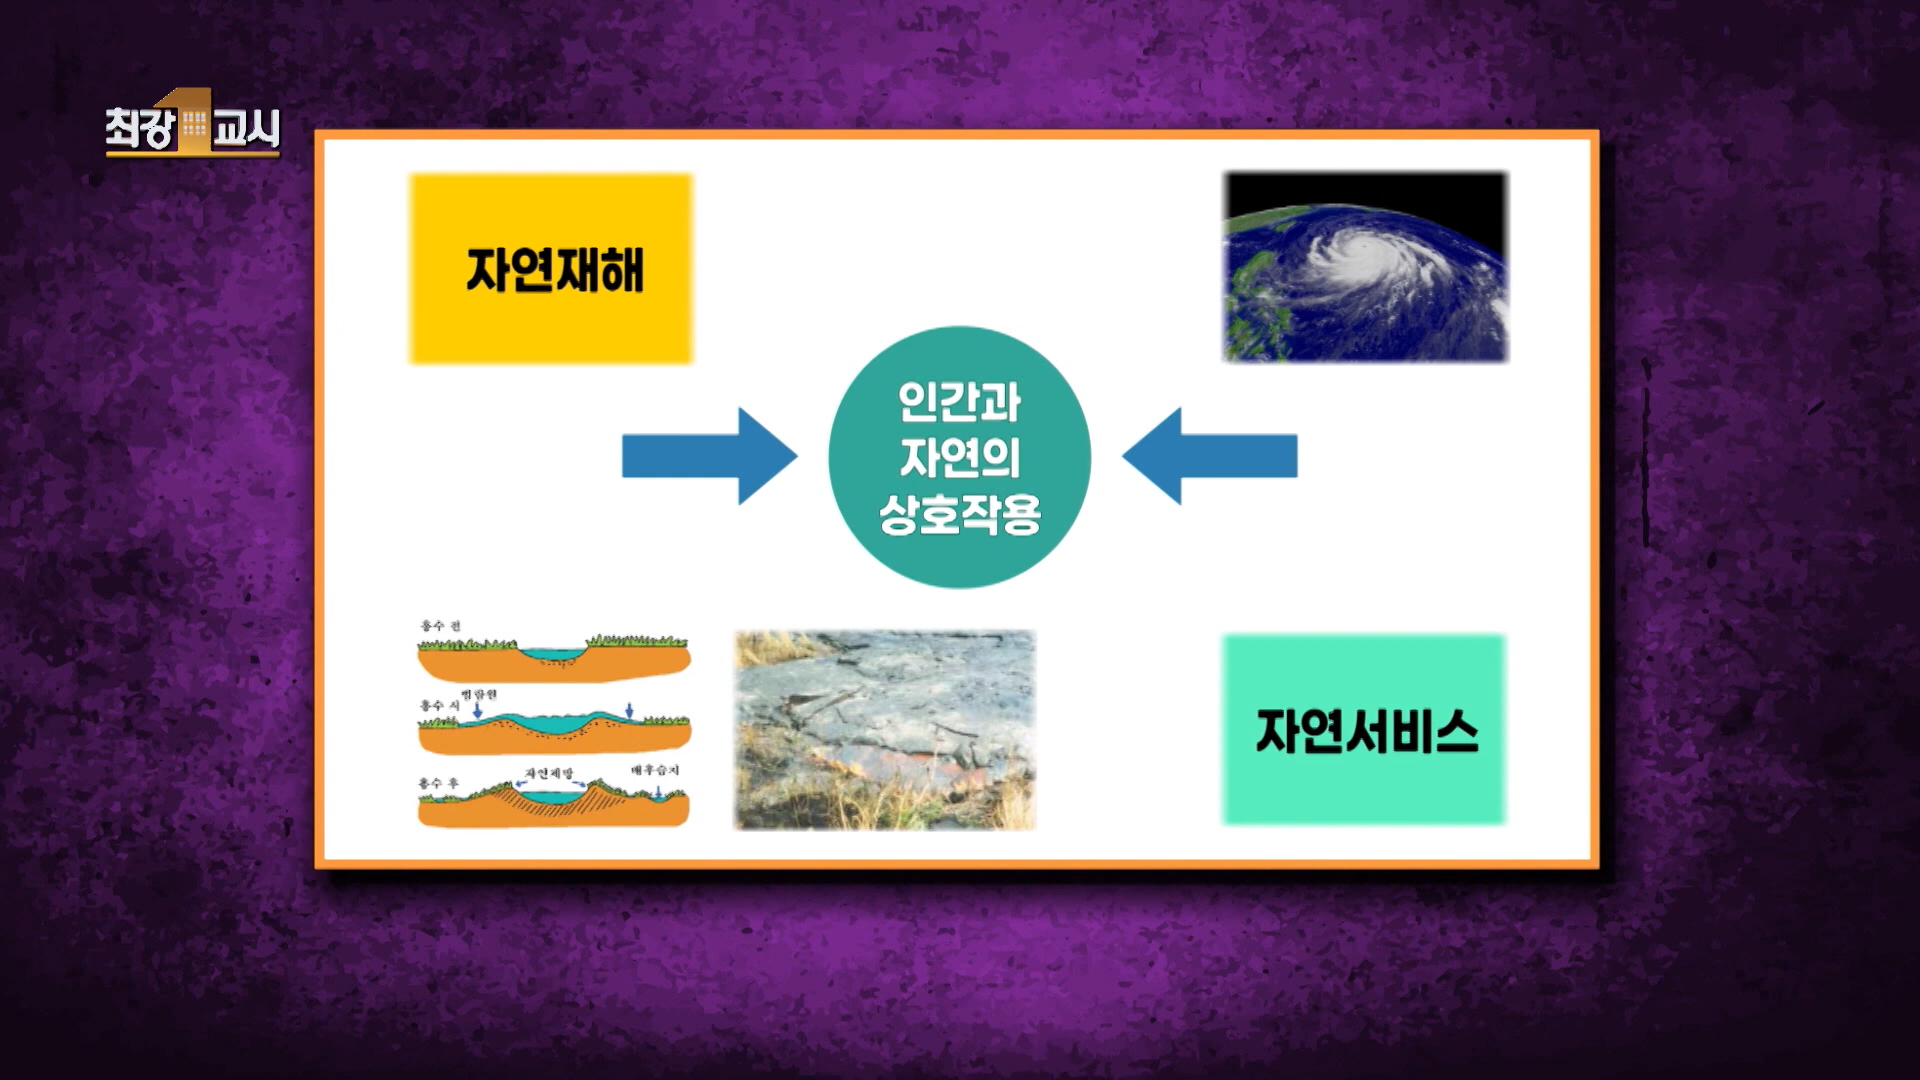 최강1교시
자연재해
인간과
자연의
상호작용
홍수 전
범람원
홍수 시
자연제방
배후습지
홍수 후
자연서비스